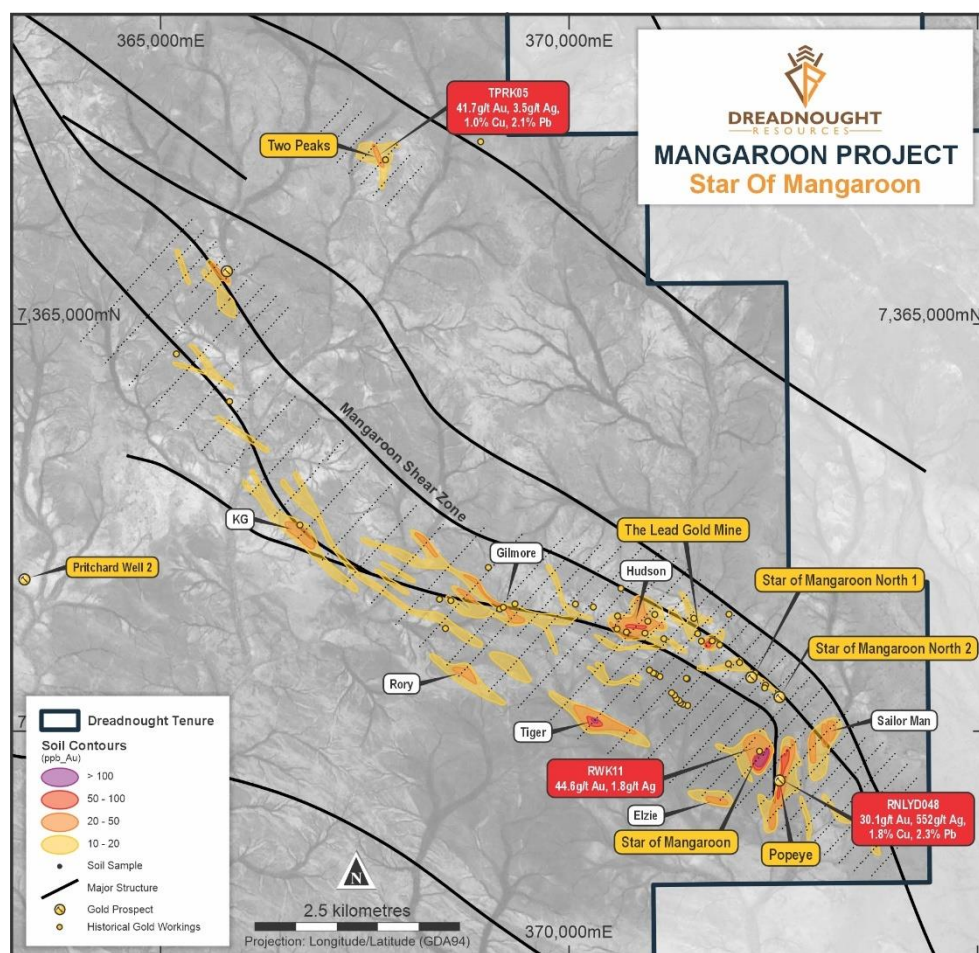 365,000mE
370,000mE
DREADNOUGHT
RESOURCES
MANGAROON PROJECT
Star Of Mangaroon
TPRK05
41.7g/t Au, 3.5g/t Ag,
1.0% Cu, 2.1% Pb
Two Peaks
7,365,000mN
7,365,000mN
Mangaroon Shear Zone
KG
The Lead Gold Mine
Gilmore
Hudson
Star of Mangaroon North 1
Pritchard Well 2
Star of Mangaroon North 2
Rory
Sailor Man
Tiger
RWK11
44.6g/t Au, 1.8g/t Ag
Elzie
RNLYD048
30.1g/t Au, 552g/t Ag,
1.8% Cu, 2.3% Pb
Star of Mangaroon
Popeye
Dreadnought Tenure
Soil Contours
(ppb_Au)
> 100
50 - 100
20 - 50
10 - 20
Soil Sample
Major Structure
Gold Prospect
Historical Gold Workings
N
2.5 kilometres
Projection: Longitude/Latitude (GDA94)
370,000mE